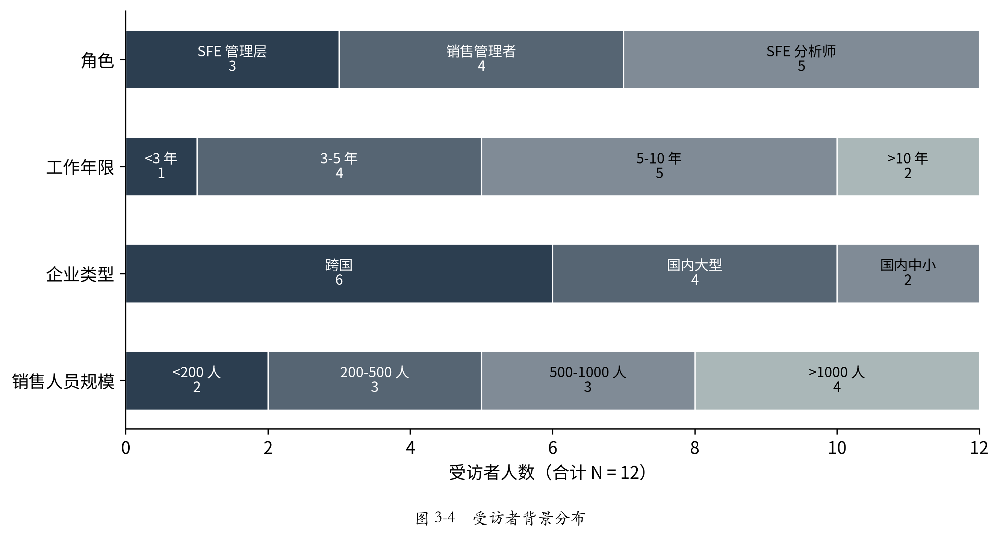 角色
SFE 管理层
3
销售管理者
4
SFE 分析师
5
工作年限
<3 年
1
3-5 年
4
5-10 年
5
>10 年
2
企业类型
跨国
6
国内大型
4
国内中小
2
销售人员规模
<200 人
2
200-500 人
3
500-1000 人
3
>1000 人
4
0 2 4 6 8 10 12
受访者人数（合计 N = 12）
图 3-4　受访者背景分布